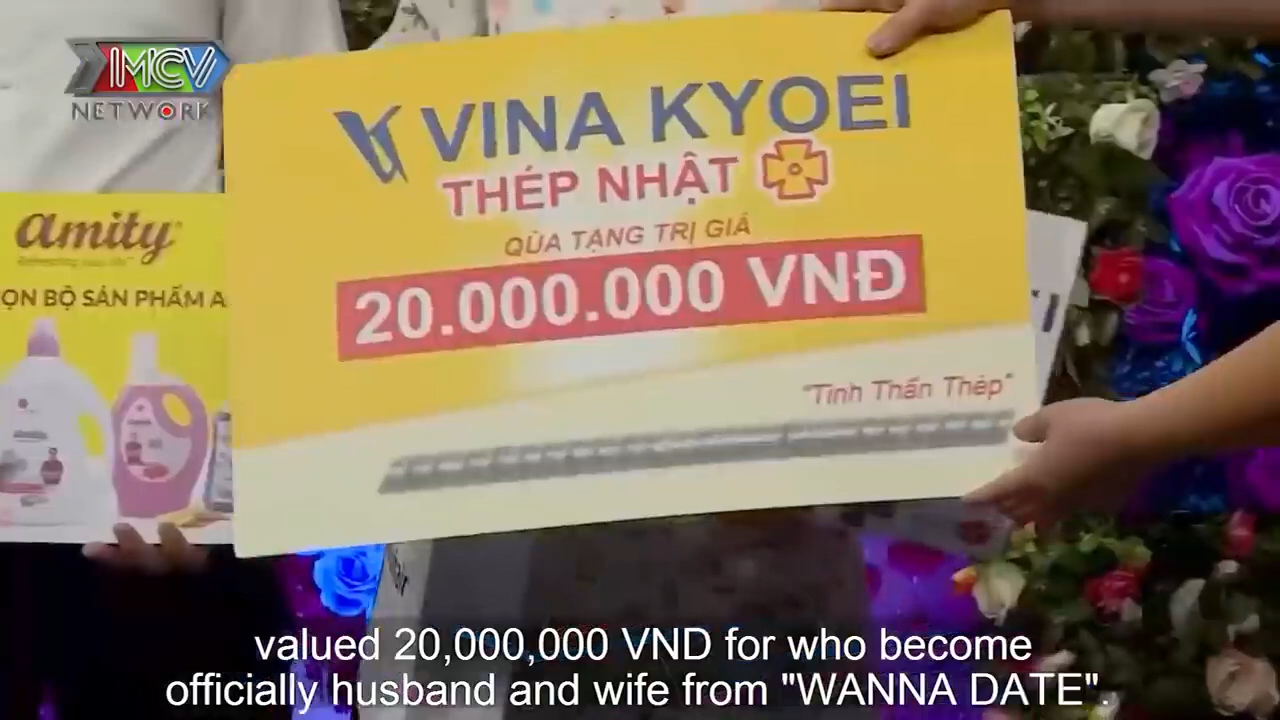 MCV
NETWORK
VINA KYOEI
THÉP NHẬT
QÙA TẠNG TRỊ GIÁ
20.000.000 VNĐ
"Tinh Thần Thép"
amity
ỌN BỘ SẢN PHẨM A
valued 20,000,000 VND for who become
officially husband and wife from "WANNA DATE".